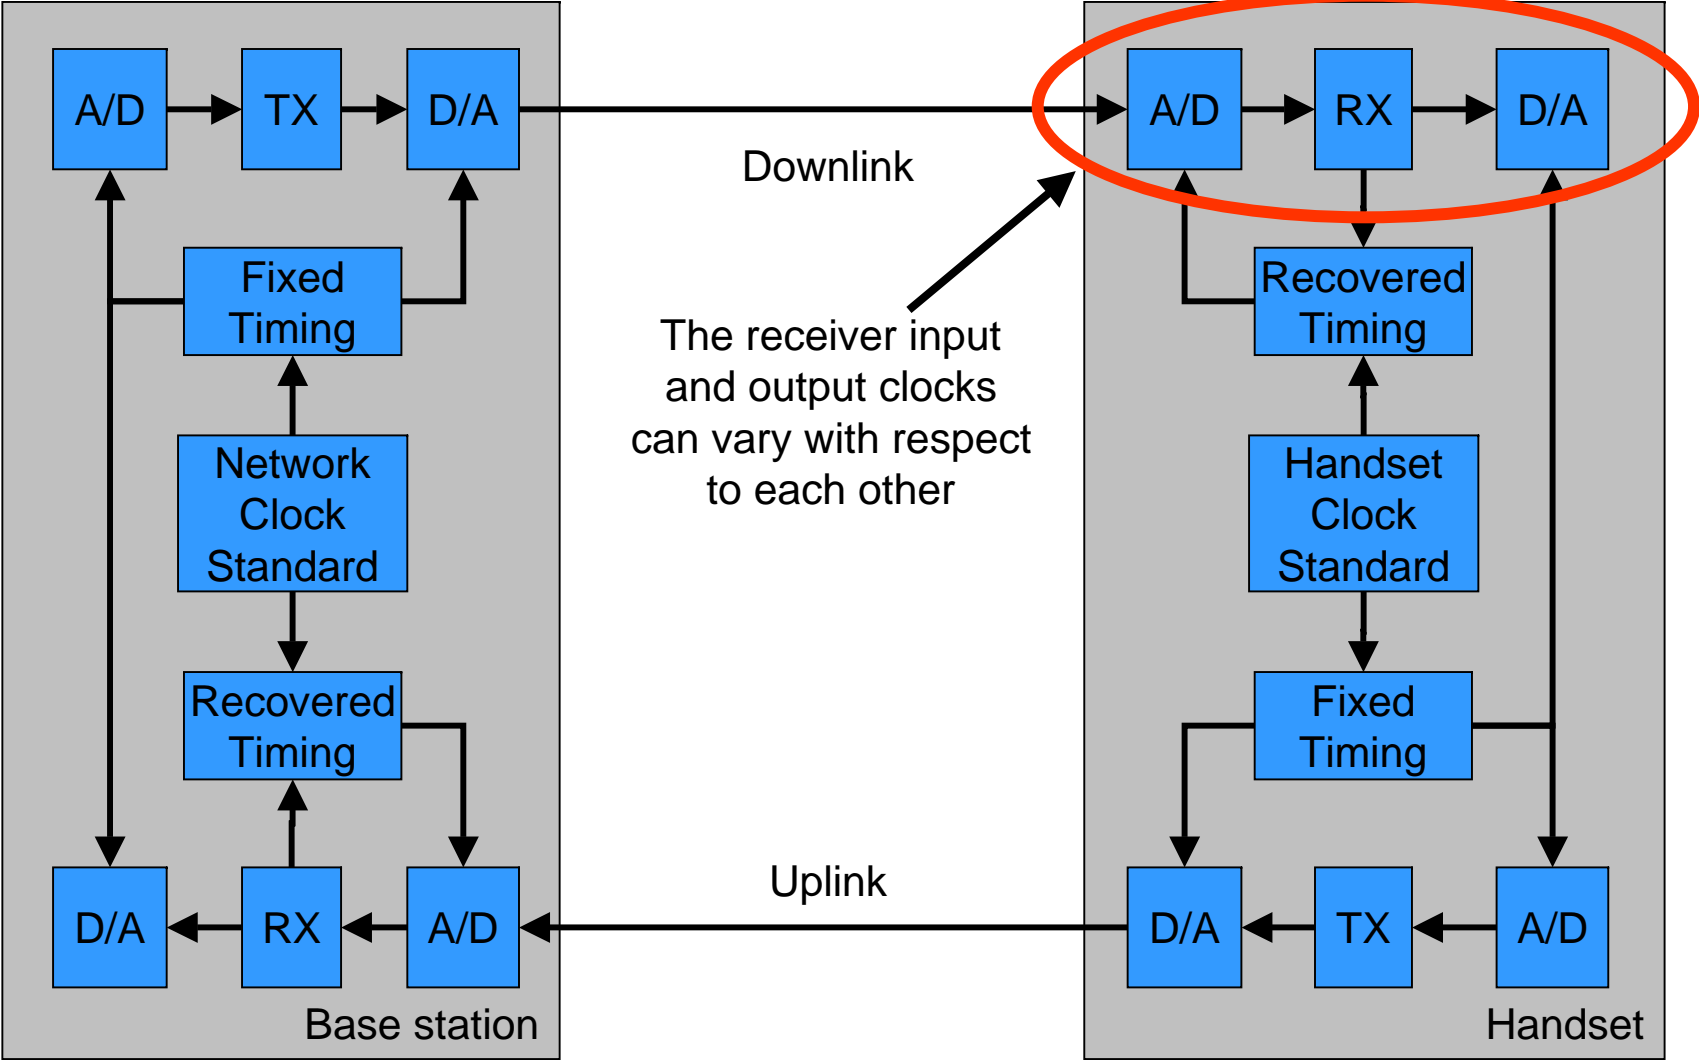 A/D
TX
D/A
Downlink
A/D
RX
D/A
Fixed
Timing
Recovered
Timing
The receiver input
and output clocks
can vary with respect
to each other
Network
Clock
Standard
Handset
Clock
Standard
Recovered
Timing
Fixed
Timing
D/A
RX
A/D
Uplink
D/A
TX
A/D
Base station
Handset